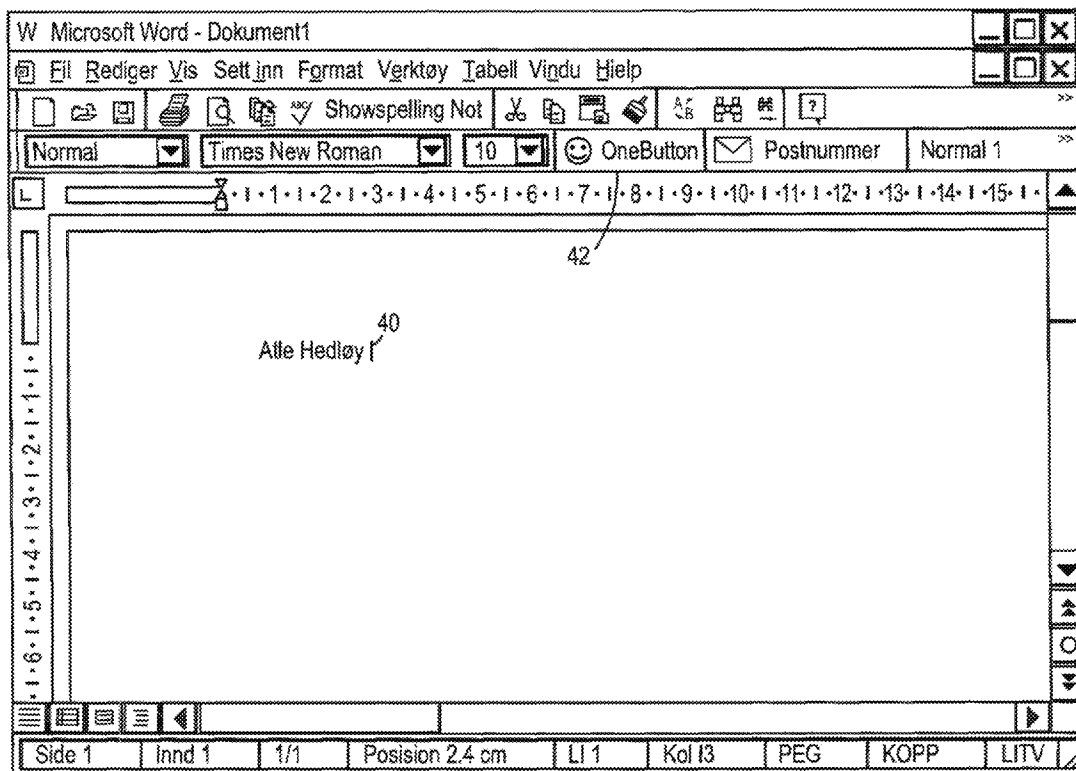 W Microsoft Word - Dokument1
Fil Rediger Vis Sett inn Format Verktøy Tabell Vindu Hielp
ABC Showspelling Not
Normal Times New Roman 10 OneButton Postnummer Normal 1
1 2 3 4 5 6 7 8 9 10 11 12 13 14 15
42
40
Atle Hedløy
1 2 3 4 5 6
Side 1 Innd 1 1/1 Posision 2.4 cm LI 1 Kol I3 PEG KOPP LITV